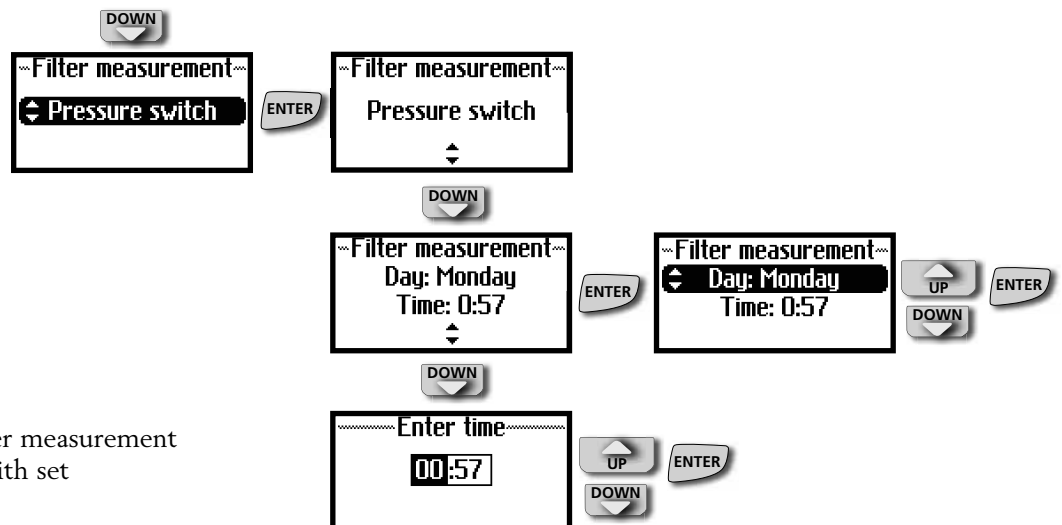 DOWN
Filter measurement
Pressure switch
ENTER
Filter measurement
Pressure switch
DOWN
Filter measurement
Day: Monday
Time: 0:57
ENTER
Filter measurement
Day: Monday
Time: 0:57
UP
DOWN
ENTER
DOWN
measurement
set
Enter time
00:57
UP
DOWN
ENTER